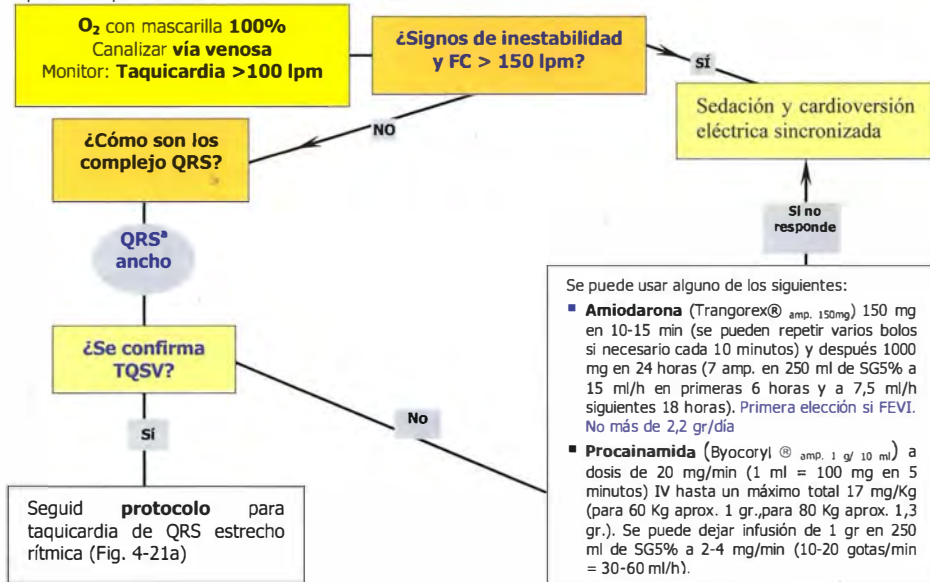 O₂ con mascarilla 100%
Canalizar vía venosa
Monitor: Taquicardia >100 lpm
¿Signos de inestabilidad
y FC > 150 lpm?
SÍ
Sedación y cardioversión
eléctrica sincronizada
NO
¿Cómo son los
complejo QRS?
QRSª
ancho
Si no
responde
¿Se confirma
TQSV?
Sí
No
Seguid protocolo para
taquicardia de QRS estrecho
rítmica (Fig. 4-21a)
Se puede usar alguno de los siguientes:
▪ Amiodarona (Trangorex® amp. 150mg) 150 mg
en 10-15 min (se pueden repetir varios bolos
si necesario cada 10 minutos) y después 1000
mg en 24 horas (7 amp. en 250 ml de SG5% a
15 ml/h en primeras 6 horas y a 7,5 ml/h
siguientes 18 horas). Primera elección si FEVI.
No más de 2,2 gr/día
▪ Procainamida (Byocoryl ® amp. 1 g/ 10 ml) a
dosis de 20 mg/min (1 ml = 100 mg en 5
minutos) IV hasta un máximo total 17 mg/Kg
(para 60 Kg aprox. 1 gr.,para 80 Kg aprox. 1,3
gr.). Se puede dejar infusión de 1 gr en 250
ml de SG5% a 2-4 mg/min (10-20 gotas/min
= 30-60 ml/h).